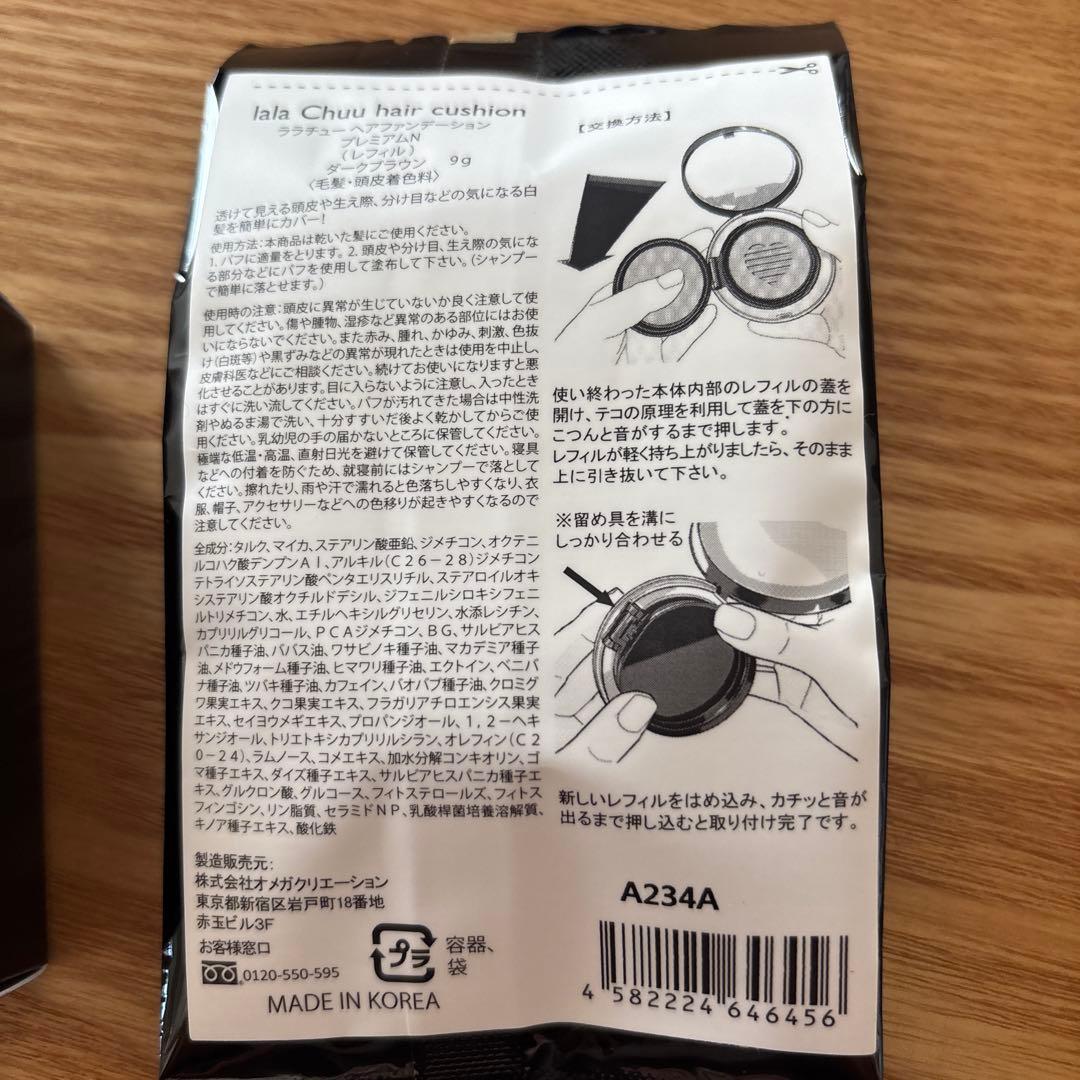 lala Chuu hair cushion
ララチュー ヘアファンデーション
プレミアムN
(レフィル)
ダークブラウン 9g
〈毛髪・頭皮着色料〉
透けて見える頭皮や生え際、分け目などの気になる白
髪を簡単にカバー!
使用方法:本商品は乾いた髪にご使用ください。
1. パフに適量をとります。2. 頭皮や分け目、生え際の気にな
る部分などにパフを使用して塗布して下さい。(シャンプー
で簡単に落とせます。)
使用時の注意:頭皮に異常が生じていないか良く注意して使
用してください。傷や腫物、湿疹など異常のある部位にはお使
いにならないでください。また赤み、腫れ、かゆみ、刺激、色抜
け(白斑等)や黒ずみなどの異常が現れたときは使用を中止し、
皮膚科医などにご相談ください。続けてお使いになりますと悪
化させることがあります。目に入らないように注意し、入ったとき
はすぐに洗い流してください。パフが汚れてきた場合は中性洗
剤やぬるま湯で洗い、十分すすいだ後よく乾かしてからご使
用ください。乳幼児の手の届かないところに保管してください。
極端な低温・高温、直射日光を避けて保管してください。寝具
などへの付着を防ぐため、就寝前にはシャンプーで落として
ください。擦れたり、雨や汗で濡れると色落ちしやすくなり、衣
服、帽子、アクセサリーなどへの色移りが起きやすくなるので
注意してください。
全成分:タルク、マイカ、ステアリン酸亜鉛、ジメチコン、オクテニ
ルコハク酸デンプンAl、アルキル(C26-28)ジメチコン
テトライソステアリン酸ペンタエリスリチル、ステアロイルオキ
システアリン酸オクチルドデシル、ジフェニルシロキシフェニ
ルトリメチコン、水、エチルヘキシルグリセリン、水添レシチン、
カプリリルグリコール、PCAジメチコン、BG、サルビアヒス
パニカ種子油、ババス油、ワサビノキ種子油、マカデミア種子
油、メドウフォーム種子油、ヒマワリ種子油、エクトイン、ベニバ
ナ種子油、ツバキ種子油、カフェイン、バオバブ種子油、クロミグ
ワ果実エキス、クコ果実エキス、フラガリアチロエンシス果実
エキス、セイヨウメギエキス、プロパンジオール、1,2-ヘキ
サンジオール、トリエトキシカプリリルシラン、オレフィン(C2
0-24)、ラムノース、コメエキス、加水分解コンキオリン、ゴ
マ種子エキス、ダイズ種子エキス、サルビアヒスパニカ種子エ
キス、グルクロン酸、グルコース、フィトステロールズ、フィトス
フィンゴシン、リン脂質、セラミドNP、乳酸桿菌培養溶解質、
キノア種子エキス、酸化鉄
製造販売元:
株式会社オメガクリエーション
東京都新宿区岩戸町18番地
赤玉ビル3F
お客様窓口
0120-550-595
プラ
容器、
袋
MADE IN KOREA
【交換方法】
使い終わった本体内部のレフィルの蓋を
開け、テコの原理を利用して蓋を下の方に
こつんと音がするまで押します。
レフィルが軽く持ち上がりましたら、そのまま
上に引き抜いて下さい。
※留め具を溝に
しっかり合わせる
新しいレフィルをはめ込み、カチッと音が
出るまで押し込むと取り付け完了です。
A234A
4 582224 646456